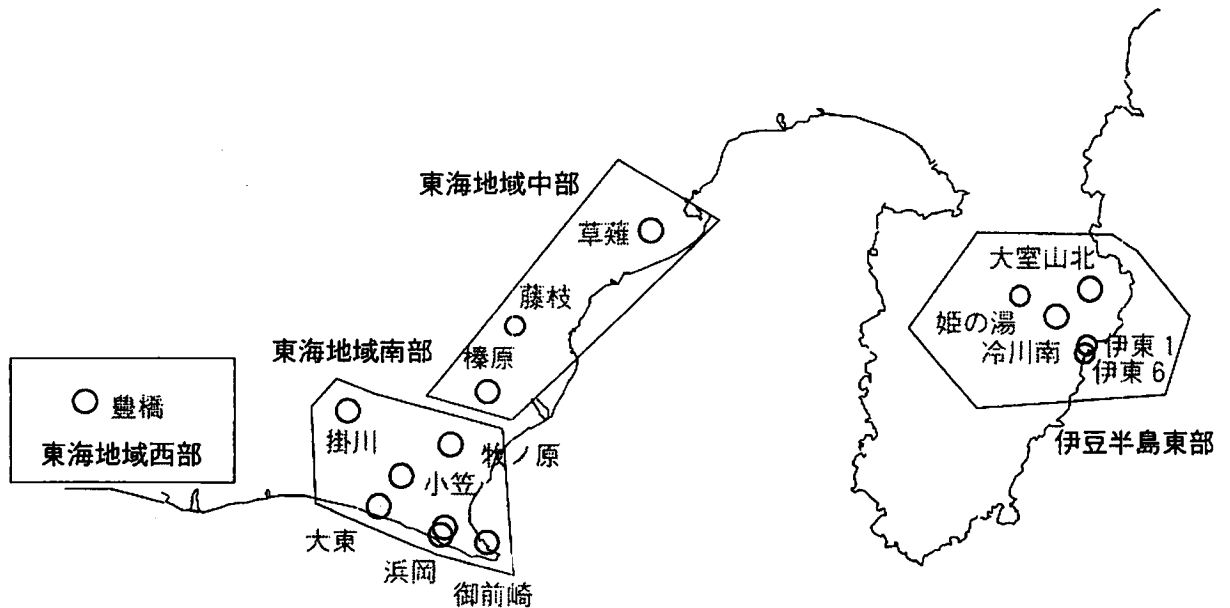 東海地域中部
草薙
藤枝
榛原
東海地域南部
豊橋
東海地域西部
掛川
牧ノ原
小笠
大東
浜岡
御前崎
大室山北
姫の湯
冷川南
伊東1
伊東6
伊豆半島東部